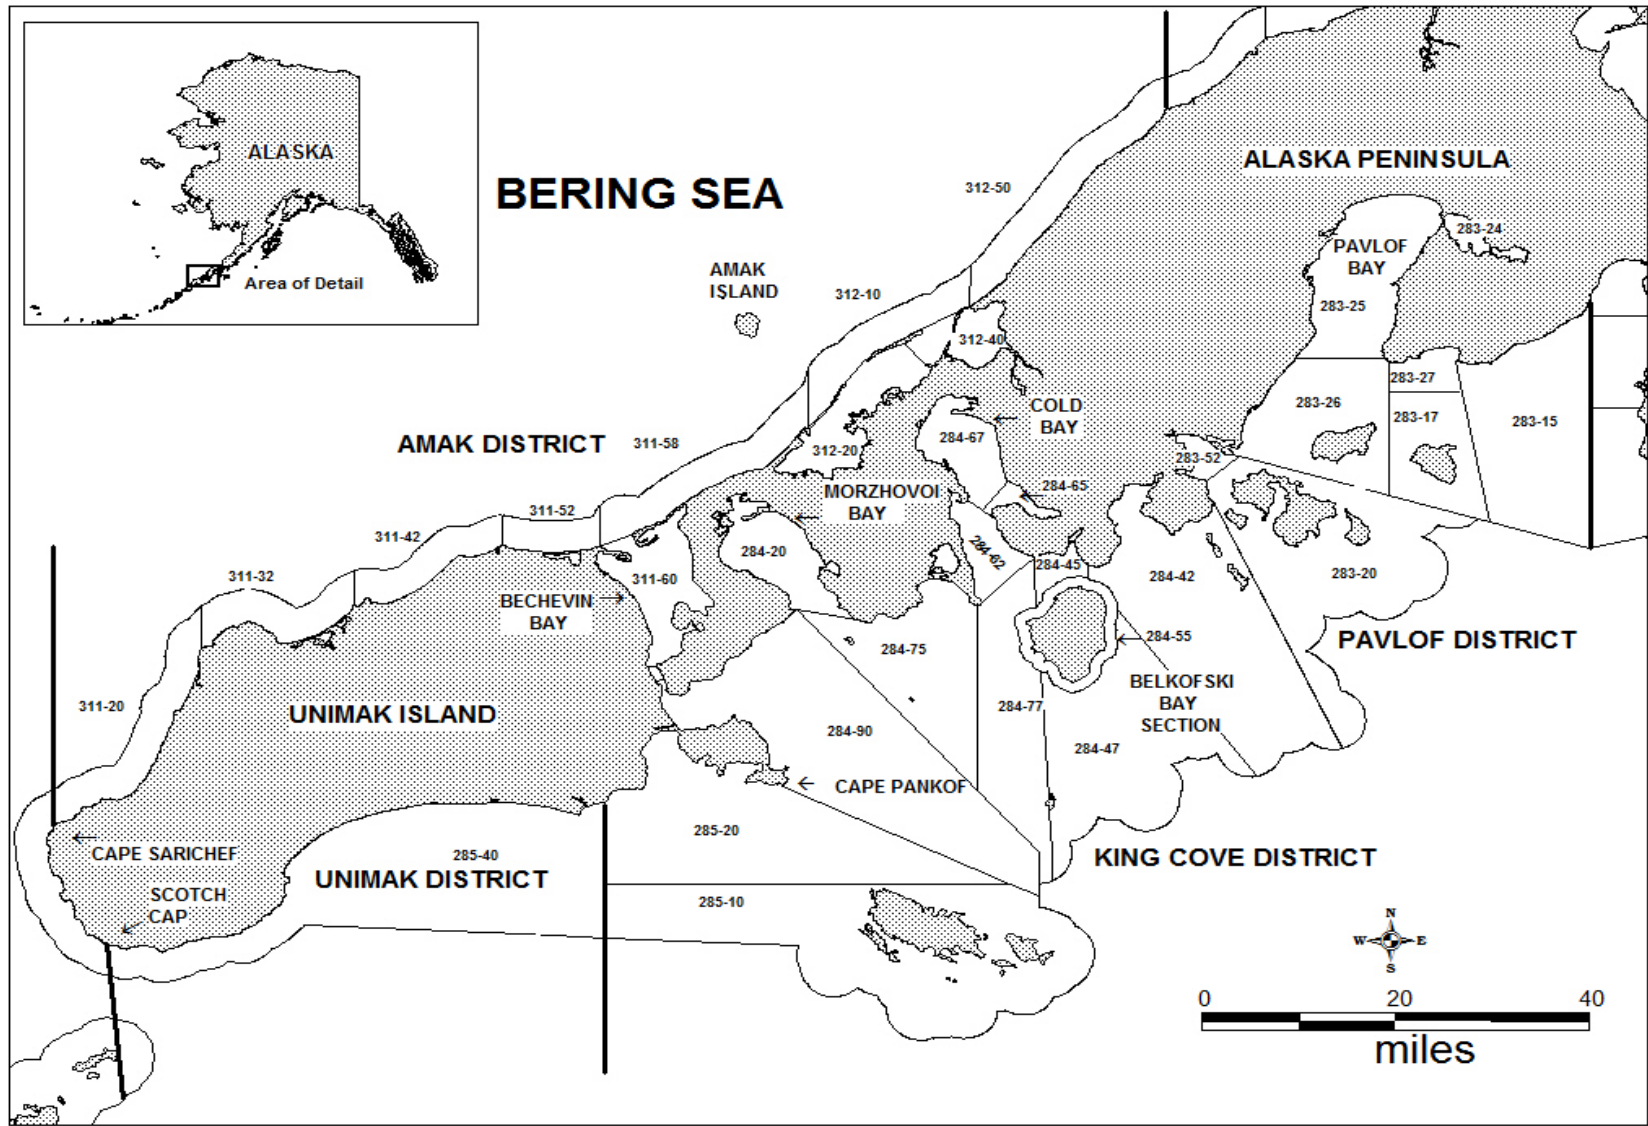 ALASKA
Area of Detail
BERING SEA
ALASKA PENINSULA
312-50
283-24
PAVLOF
BAY
AMAK
ISLAND
312-10
283-25
312-40
283-27
COLD
BAY
283-26
283-17
283-15
AMAK DISTRICT
311-58
284-67
312-20
283-52
MORZHOVOI
BAY
284-65
311-52
311-42
284-20
284-62
284-45
311-32
311-60
284-42
283-20
BECHEVIN
BAY
284-55
PAVLOF DISTRICT
284-75
BELKOFSKI
BAY
SECTION
311-20
UNIMAK ISLAND
284-77
284-90
284-47
CAPE PANKOF
285-20
CAPE SARICHEF
285-40
KING COVE DISTRICT
UNIMAK DISTRICT
SCOTCH
CAP
285-10
N
W E
S
0 20 40
miles